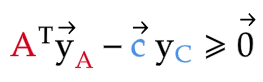 Aᵀy⃗_A − c⃗ y_C ⩾ 0⃗